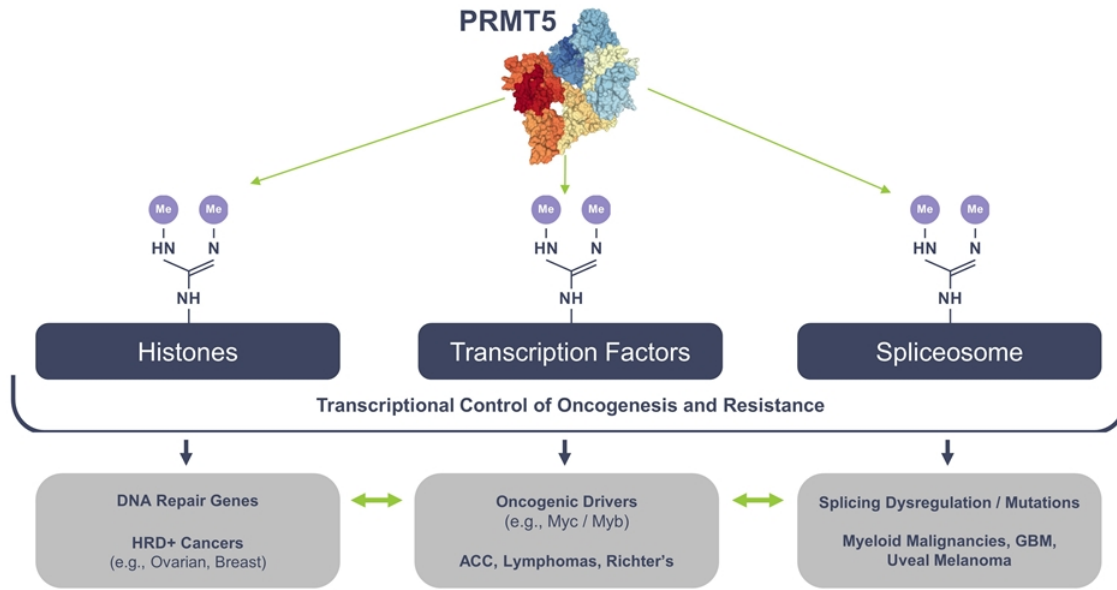 PRMT5
Me Me Me Me Me Me
HN N HN N HN N
NH NH NH
Histones Transcription Factors Spliceosome
Transcriptional Control of Oncogenesis and Resistance
DNA Repair Genes
HRD+ Cancers
(e.g., Ovarian, Breast)
Oncogenic Drivers
(e.g., Myc / Myb)
ACC, Lymphomas, Richter's
Splicing Dysregulation / Mutations
Myeloid Malignancies, GBM,
Uveal Melanoma